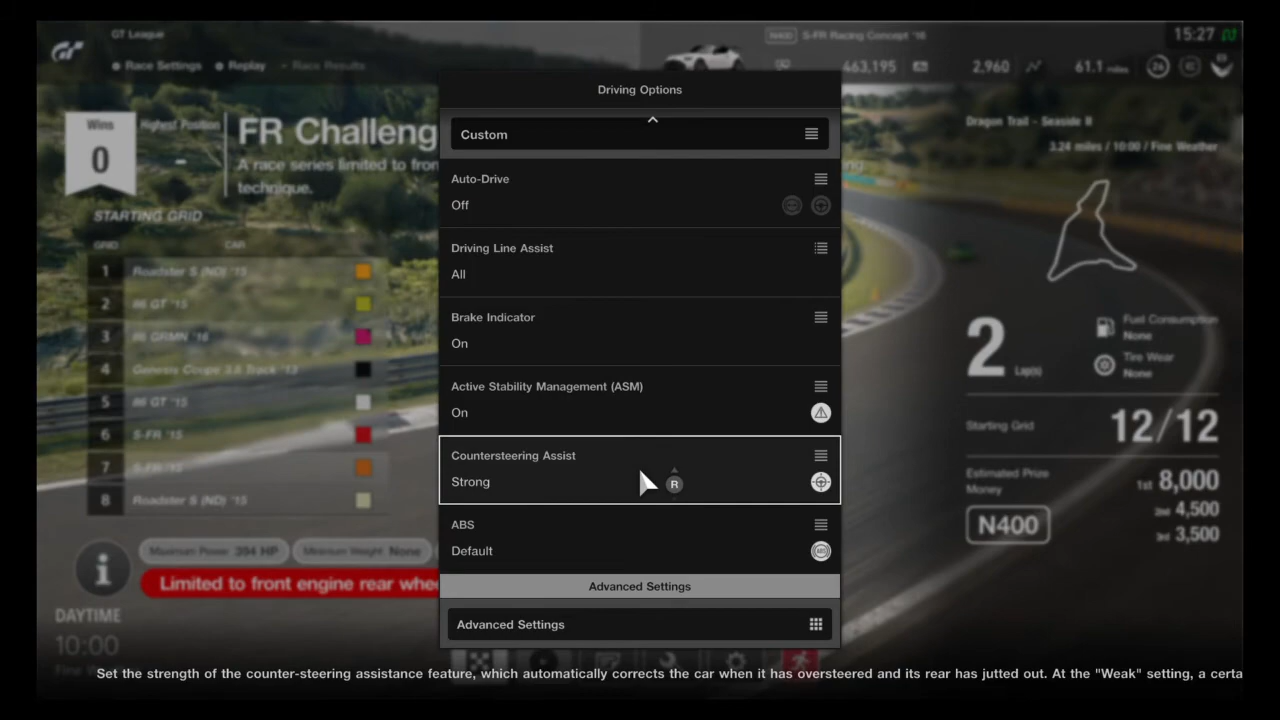 GT League
N400 S-FR Racing Concept '16
15:27
Race Settings Replay Race Results
463,195 2,960 61.1 miles 26
Driving Options
Custom
Auto-Drive
Off
Driving Line Assist
All
Brake Indicator
On
Active Stability Management (ASM)
On
Countersteering Assist
Strong
R
ABS
Default
Advanced Settings
Advanced Settings
Wins
0
Highest Position
-
FR Challeng
A race series limited to fron
technique.
STARTING GRID
GRID CAR
1 Roadster S (ND) '15
2 86 GT '15
3 86 GRMN '16
4 Genesis Coupe 3.8 Track '13
5 86 GT '15
6 S-FR '15
7 S-FR '15
8 Roadster S (ND) '15
Maximum Power 394 HP Minimum Weight None
Limited to front engine rear whe
DAYTIME
10:00
Dragon Trail - Seaside II
3.24 miles / 10:00 / Fine Weather
2 Lap(s)
Fuel Consumption
None
Tire Wear
None
Starting Grid 12/12
Estimated Prize
Money
N400
1st 8,000
2nd 4,500
3rd 3,500
Set the strength of the counter-steering assistance feature, which automatically corrects the car when it has oversteered and its rear has jutted out. At the "Weak" setting, a certa